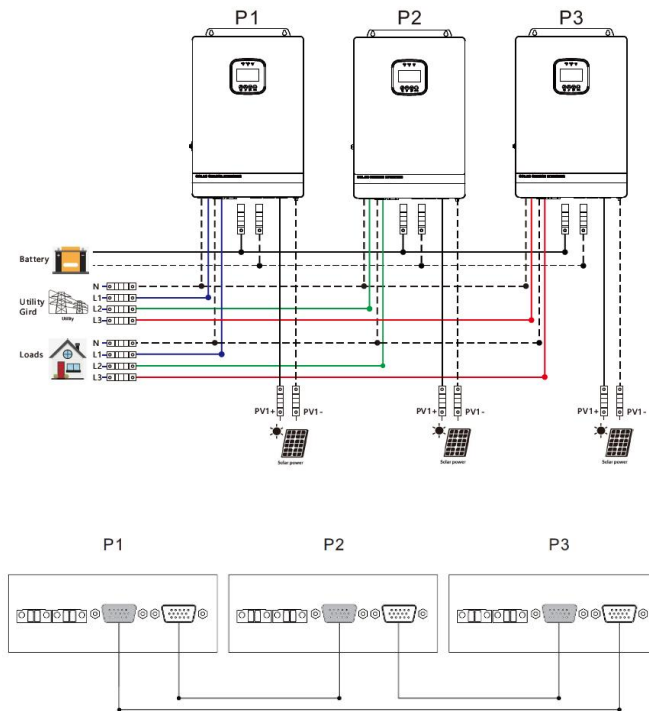 P1 P2 P3
Battery
N
L1
Utility
Gird
Utility
L2
L3
Loads
N
L1
L2
L3
PV1+ PV1- PV1+ PV1- PV1+ PV1-
Solar power Solar power Solar power
P1 P2 P3